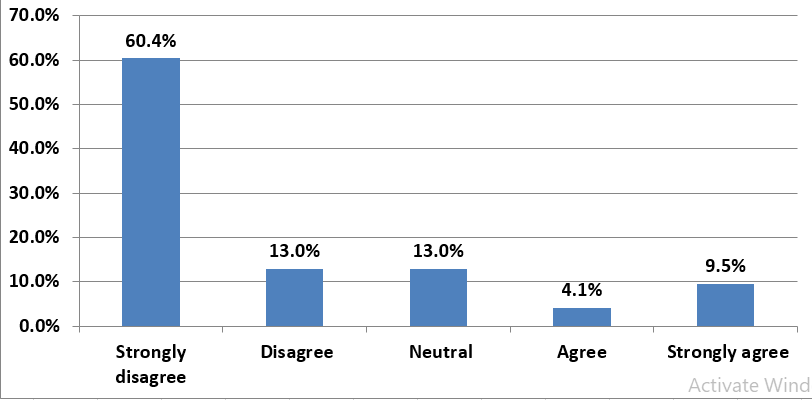 70.0%
60.0%
50.0%
40.0%
30.0%
20.0%
10.0%
0.0%
60.4%
13.0%
13.0%
4.1%
9.5%
Strongly
disagree
Disagree
Neutral
Agree
Strongly agree
Activate Wind